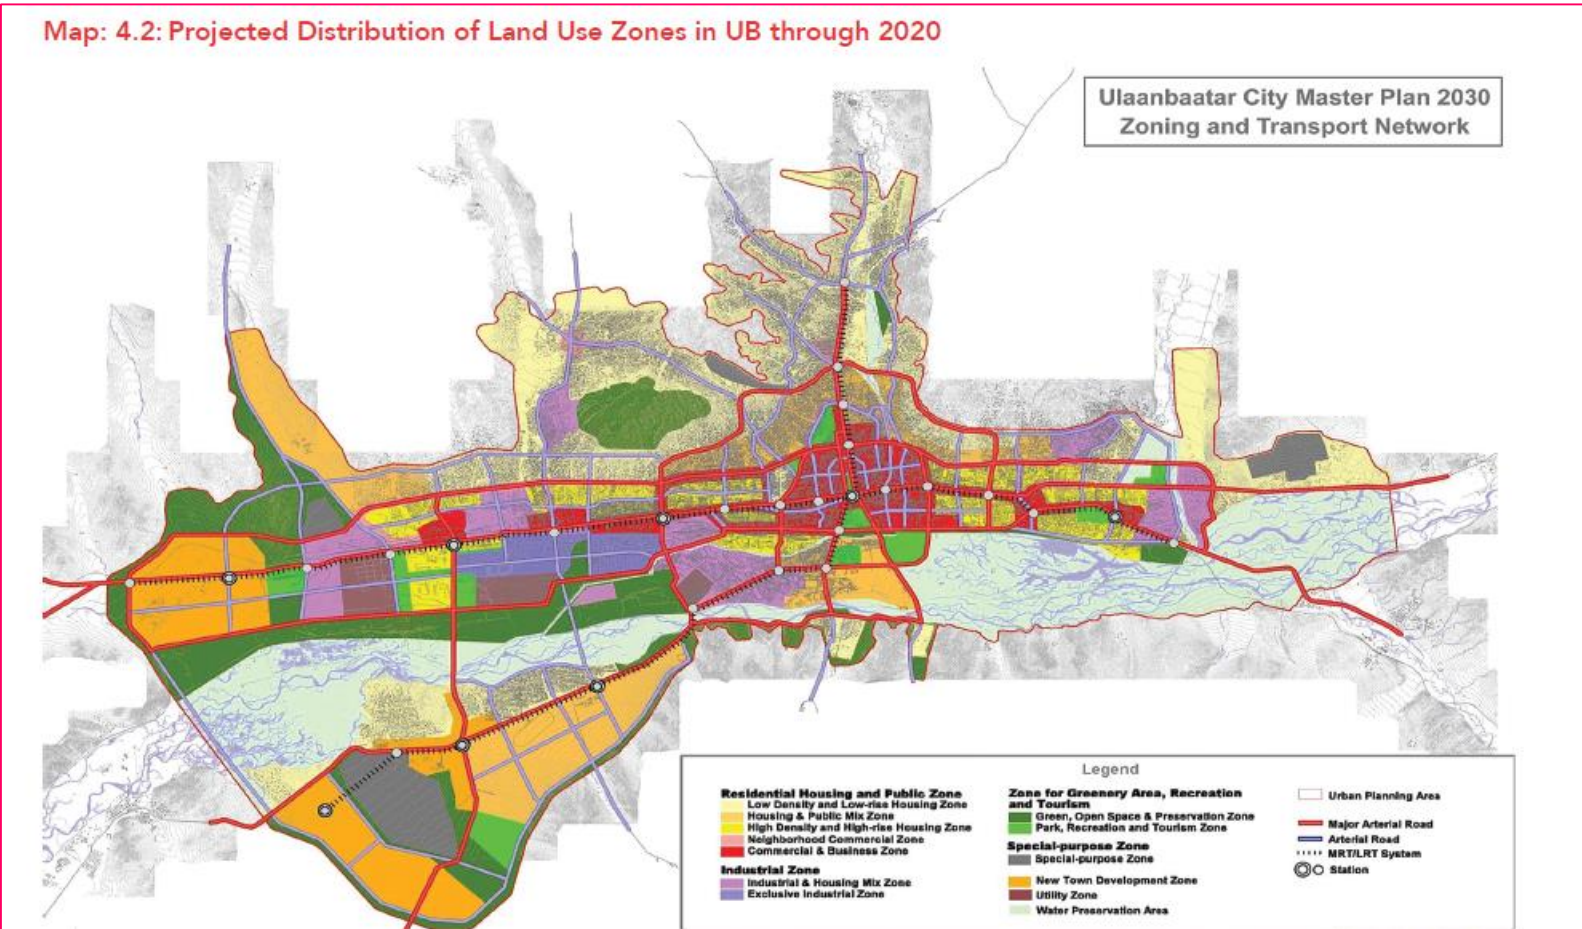 Map: 4.2: Projected Distribution of Land Use Zones in UB through 2020
Ulaanbaatar City Master Plan 2030
Zoning and Transport Network
Legend
Residential Housing and Public Zone
Low Density and Low-rise Housing Zone
Housing & Public Mix Zone
High Density and High-rise Housing Zone
Neighborhood Commercial Zone
Commercial & Business Zone
Industrial Zone
Industrial & Housing Mix Zone
Exclusive Industrial Zone
Zone for Greenery Area, Recreation
and Tourism
Green, Open Space & Preservation Zone
Park, Recreation and Tourism Zone
Special-purpose Zone
Special-purpose Zone
New Town Development Zone
Utility Zone
Water Preservation Area
Urban Planning Area
Major Arterial Road
Arterial Road
MRT/LRT System
Station